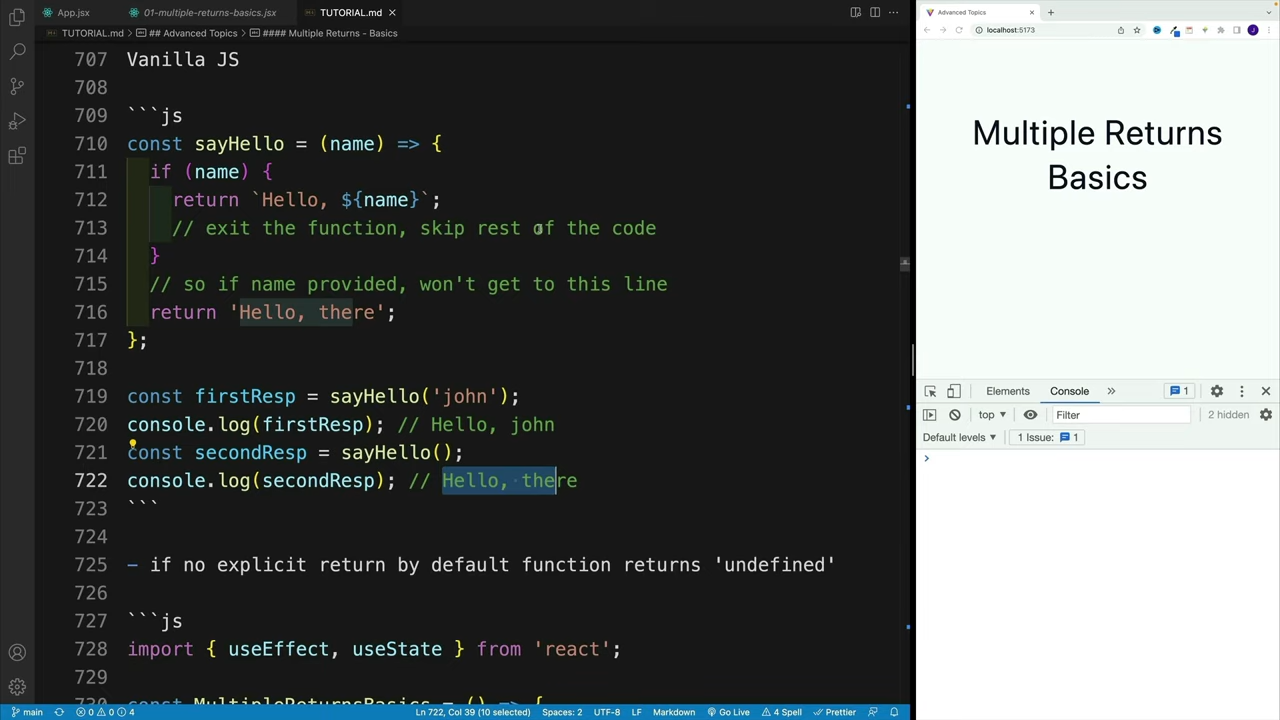 App.jsx
01-multiple-returns-basics.jsx
TUTORIAL.md
TUTORIAL.md > ## Advanced Topics > #### Multiple Returns - Basics
707 Vanilla JS
708
709 ```js
710 const sayHello = (name) => {
711 if (name) {
712 return `Hello, ${name}`;
713 // exit the function, skip rest of the code
714 }
715 // so if name provided, won't get to this line
716 return 'Hello, there';
717 };
718
719 const firstResp = sayHello('john');
720 console.log(firstResp); // Hello, john
721 const secondResp = sayHello();
722 console.log(secondResp); // Hello, there
723 ```
724
725 - if no explicit return by default function returns 'undefined'
726
727 ```js
728 import { useEffect, useState } from 'react';
729
730 const MultipleReturnsBasics = () => {
main 0 0 4
Ln 722, Col 39 (10 selected) Spaces: 2 UTF-8 LF Markdown Go Live 4 Spell Prettier
Advanced Topics
localhost:5173
J
Multiple Returns
Basics
Elements Console 1
top Filter 2 hidden
Default levels 1 Issue: 1